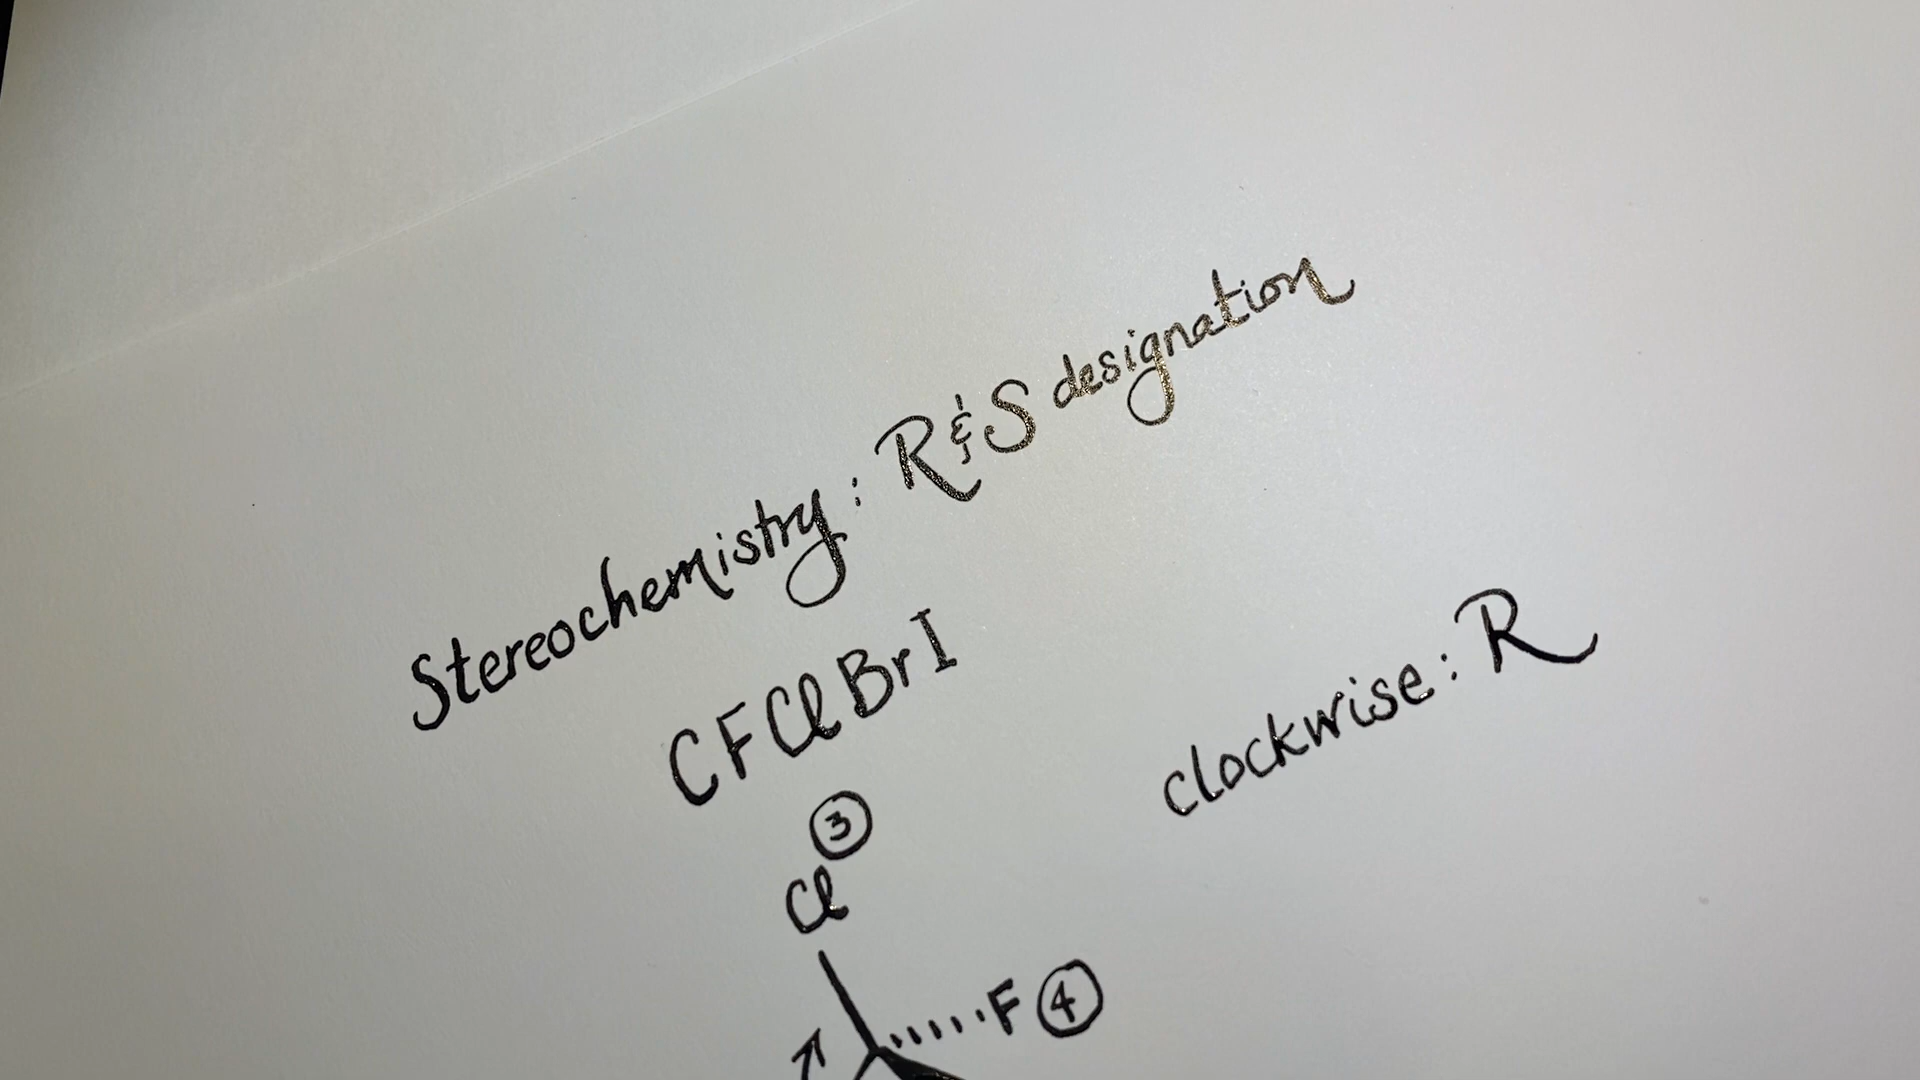 Stereochemistry: R & S designation
CFClBrI
clockwise: R
3
Cl
F 4